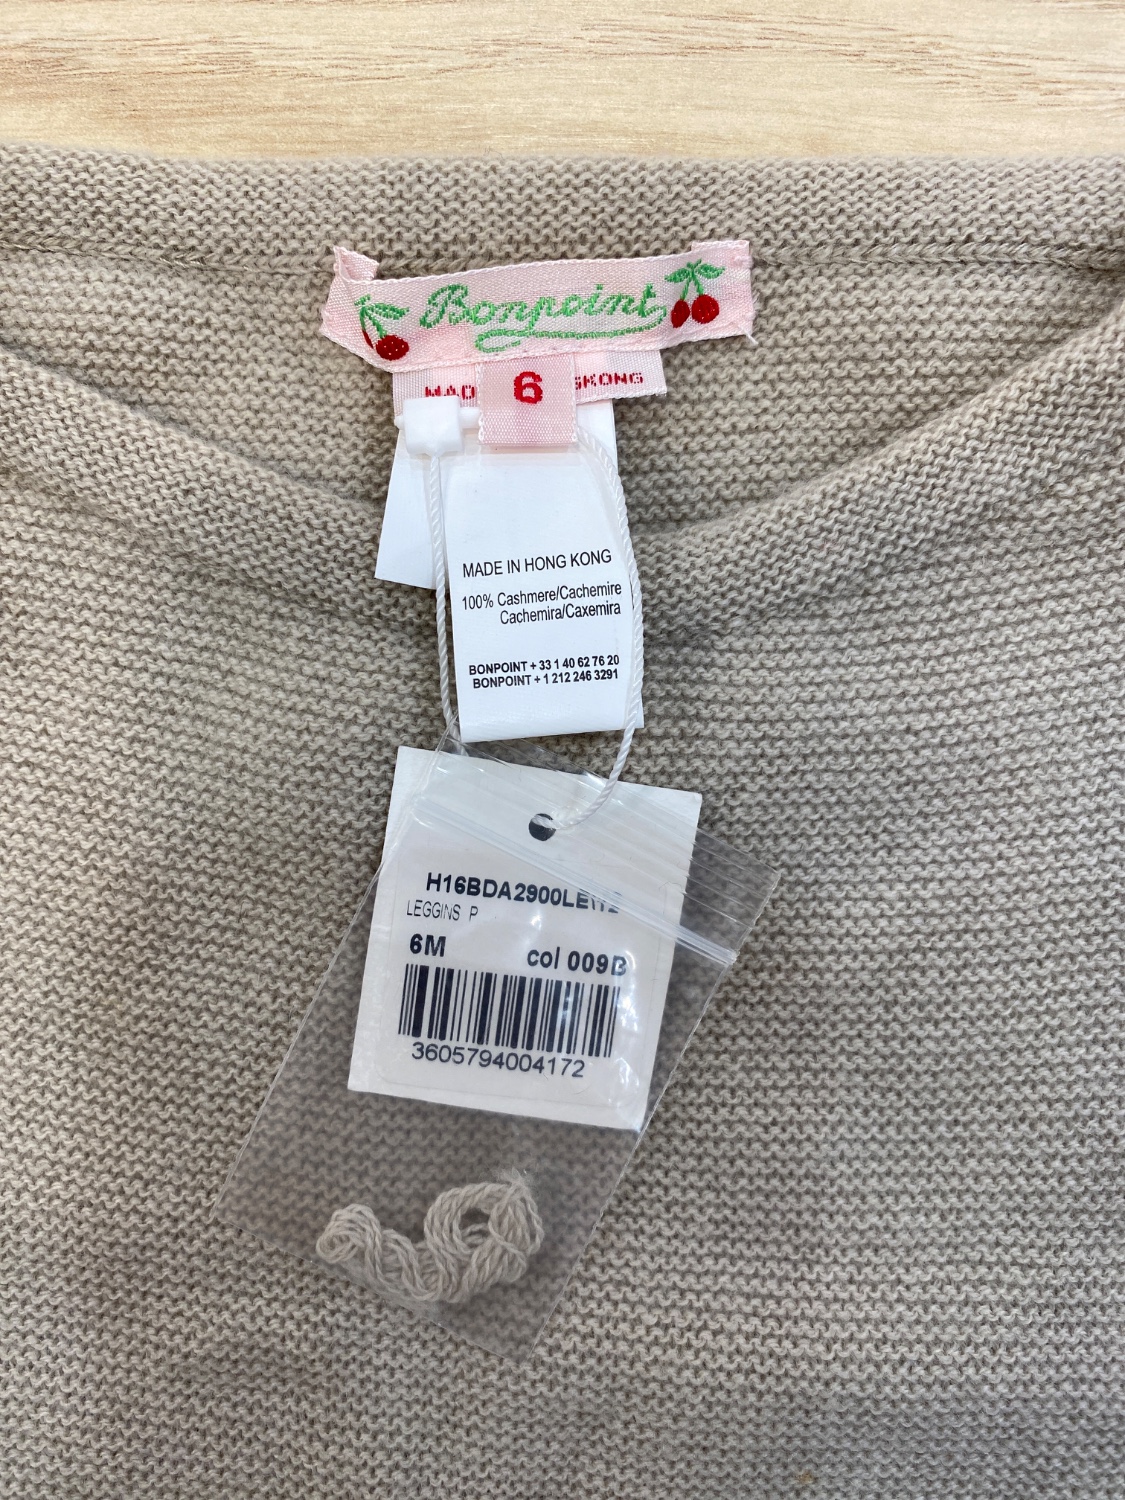 Bonpoint
MAD
6
KONG
MADE IN HONG KONG
100% Cashmere/Cachemire
Cachemira/Caxemira
BONPOINT + 33 1 40 62 76 20
BONPOINT + 1 212 246 3291
LEGGINS P
6M
col 009B
3605794004172